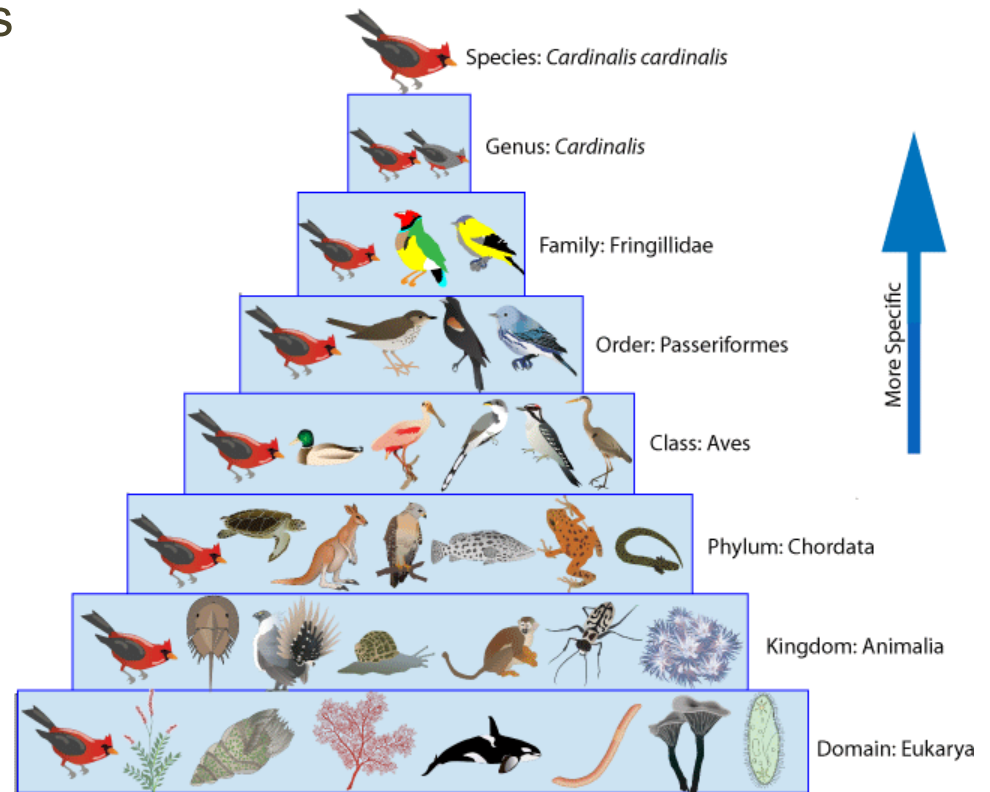 s
Species: Cardinalis cardinalis
Genus: Cardinalis
Family: Fringillidae
Order: Passeriformes
Class: Aves
Phylum: Chordata
Kingdom: Animalia
Domain: Eukarya
More Specific